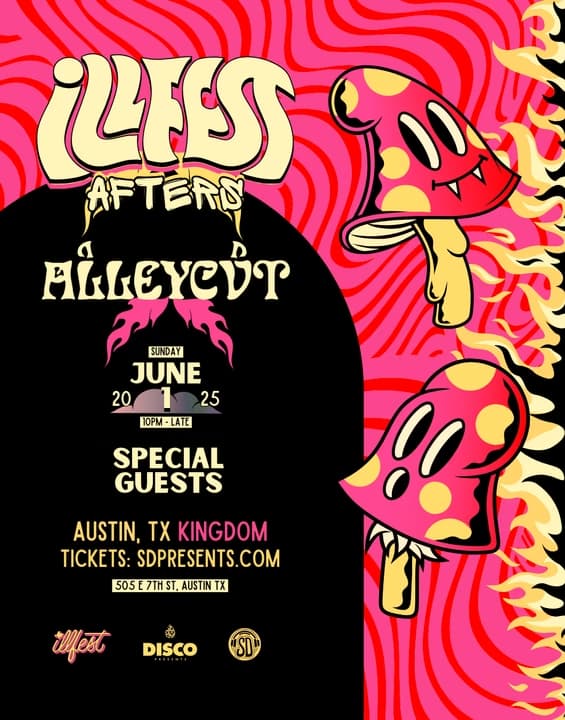 illfest
AFTERS
ALLEYCVT
SUNDAY
JUNE
20 1 25
10PM - LATE
SPECIAL
GUESTS
AUSTIN, TX KINGDOM
TICKETS: SDPRESENTS.COM
505 E 7TH ST, AUSTIN TX
illfest
DISCO
PRESENTS
SD